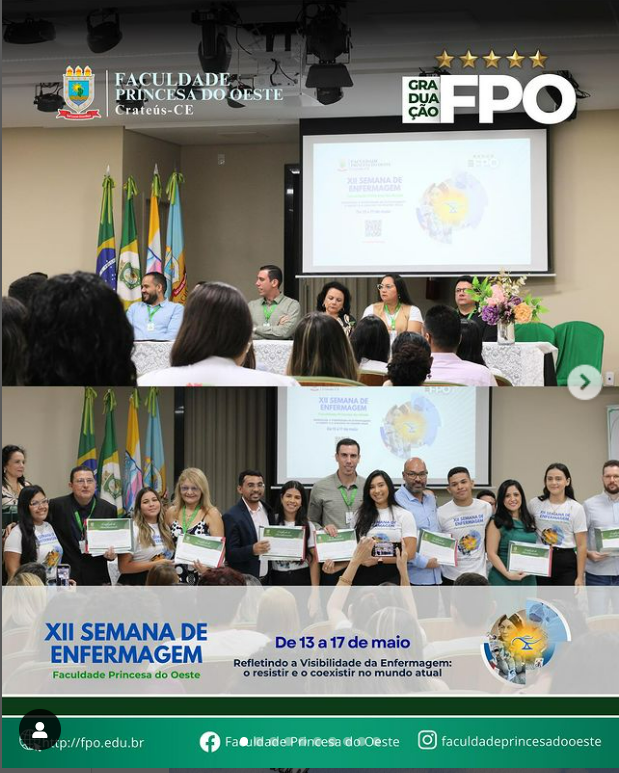 FACULDADE
PRINCESA DO OESTE
Crateús-CE
GRA
DUA
ÇÃO
FPO
XII SEMANA DE
ENFERMAGEM
XII SEMANA DE
ENFERMAGEM
XII SEMANA DE
ENFERMAGEM
Faculdade Princesa do Oeste
De 13 a 17 de maio
Refletindo a Visibilidade da Enfermagem:
o resistir e o coexistir no mundo atual
http://fpo.edu.br
Faculdade Princesa do Oeste
faculdadeprincesadooeste